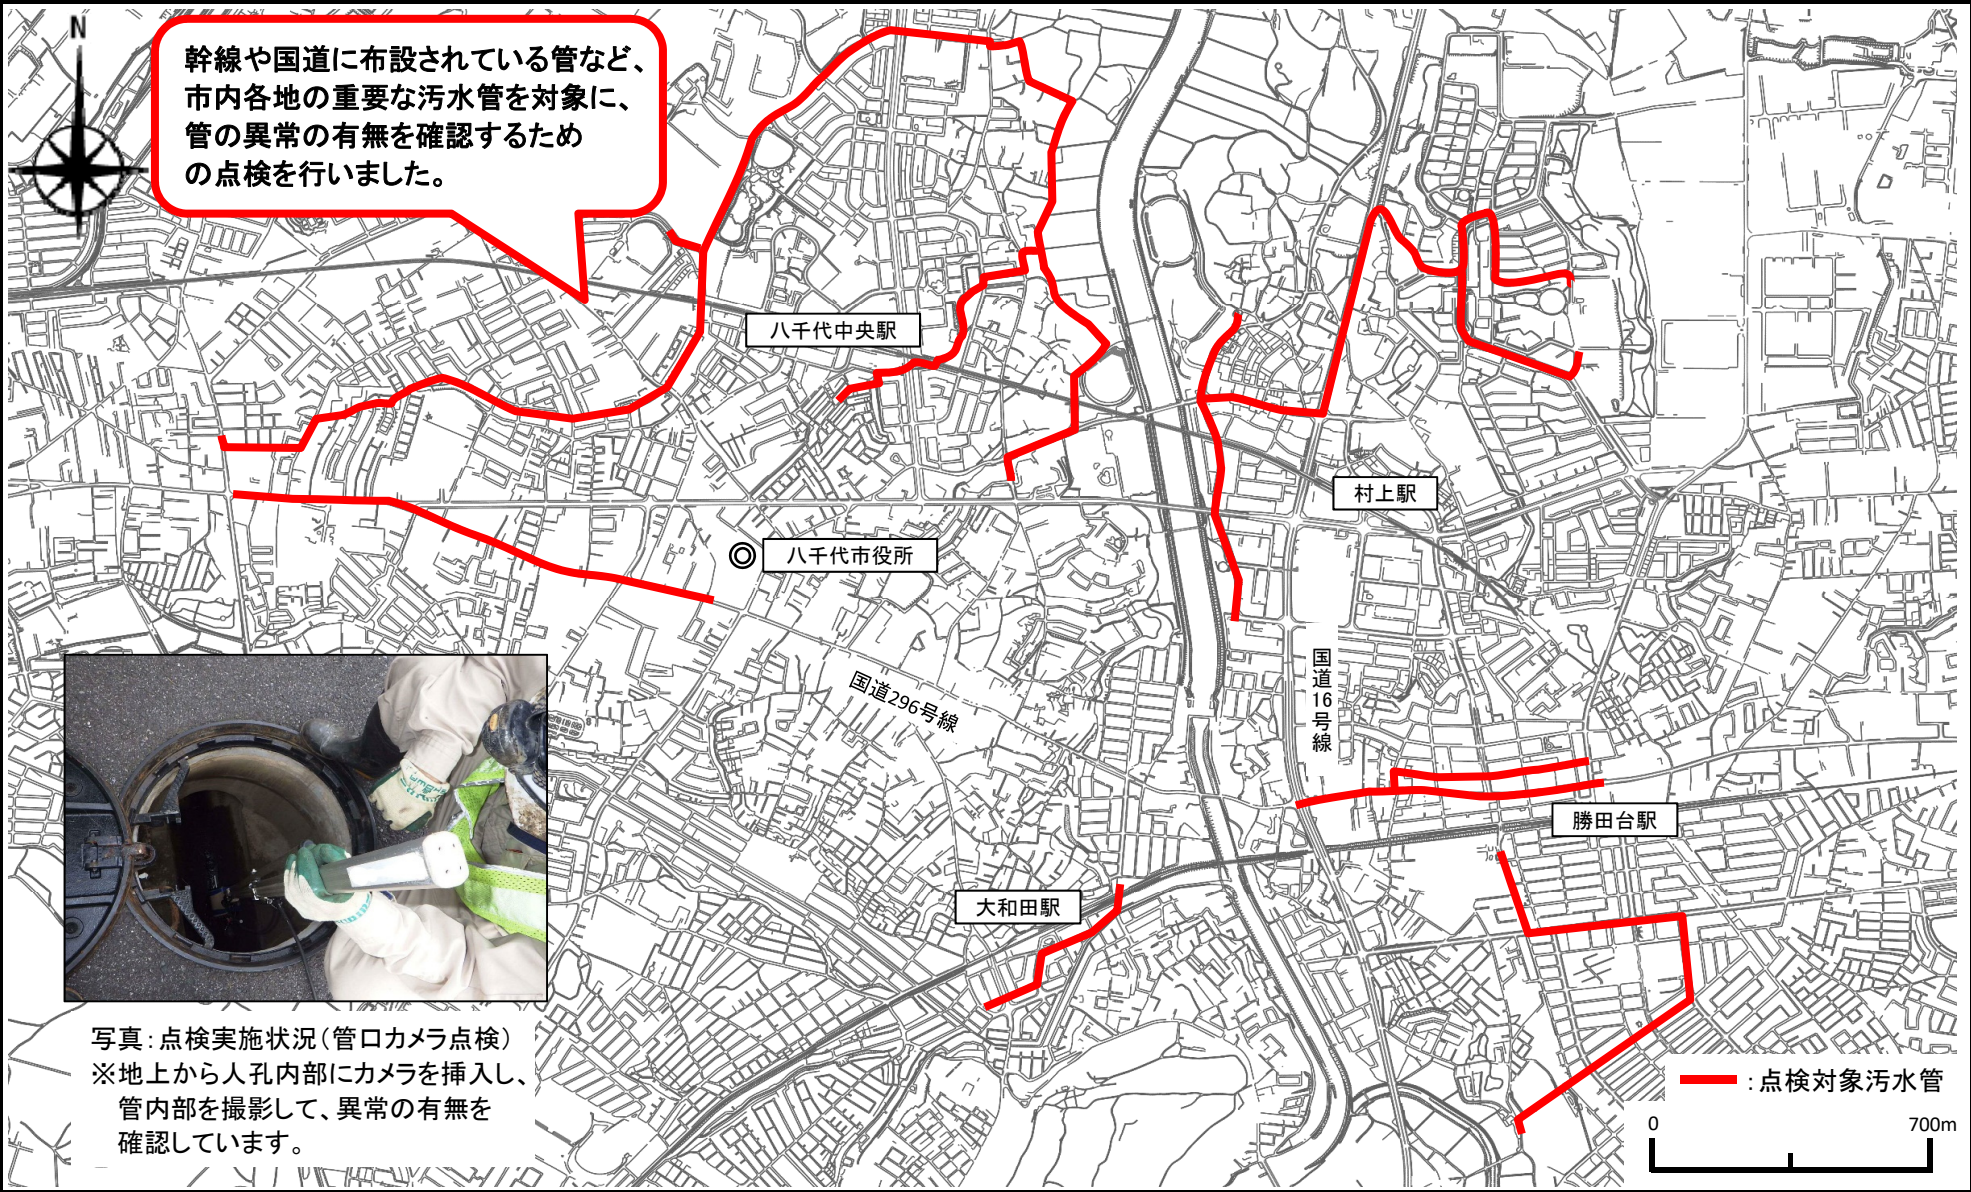 N
幹線や国道に布設されている管など、
市内各地の重要な汚水管を対象に、
管の異常の有無を確認するため
の点検を行いました。
八千代中央駅
村上駅
八千代市役所
国道296号線
国道16号線
勝田台駅
大和田駅
写真：点検実施状況（管口カメラ点検）
※地上から人孔内部にカメラを挿入し、
管内部を撮影して、異常の有無を
確認しています。
：点検対象汚水管
0 700m